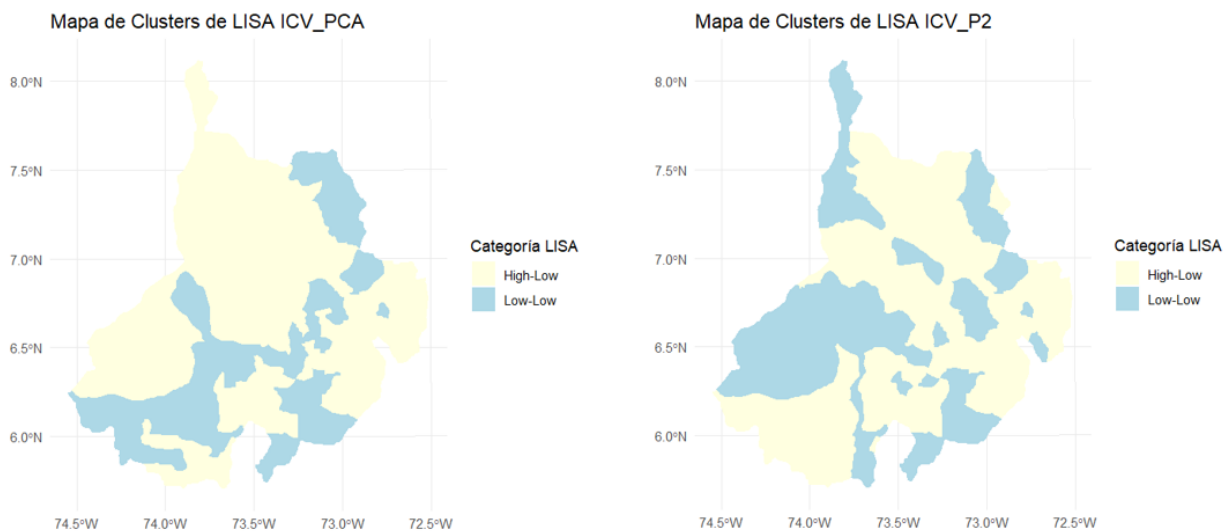 Mapa de Clusters de LISA ICV_PCA
8.0°N
7.5°N
7.0°N
6.5°N
6.0°N
74.5°W 74.0°W 73.5°W 73.0°W 72.5°W
Categoría LISA
High-Low
Low-Low
Mapa de Clusters de LISA ICV_P2
8.0°N
7.5°N
7.0°N
6.5°N
6.0°N
74.5°W 74.0°W 73.5°W 73.0°W 72.5°W
Categoría LISA
High-Low
Low-Low